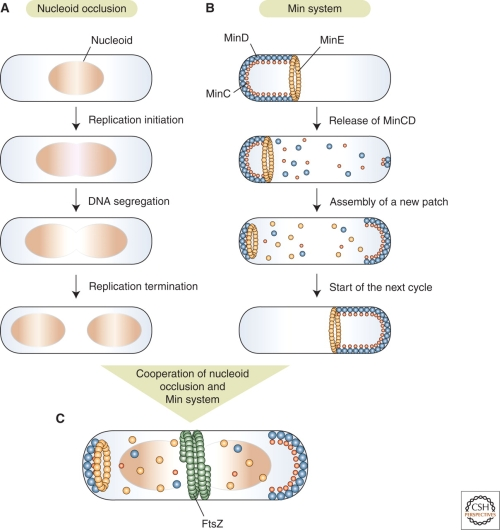 A
Nucleoid occlusion
Nucleoid
Replication initiation
DNA segregation
Replication termination
B
Min system
MinD
MinE
MinC
Release of MinCD
Assembly of a new patch
Start of the next cycle
Cooperation of nucleoid
occlusion and
Min system
C
FtsZ
CSH
PERSPECTIVES